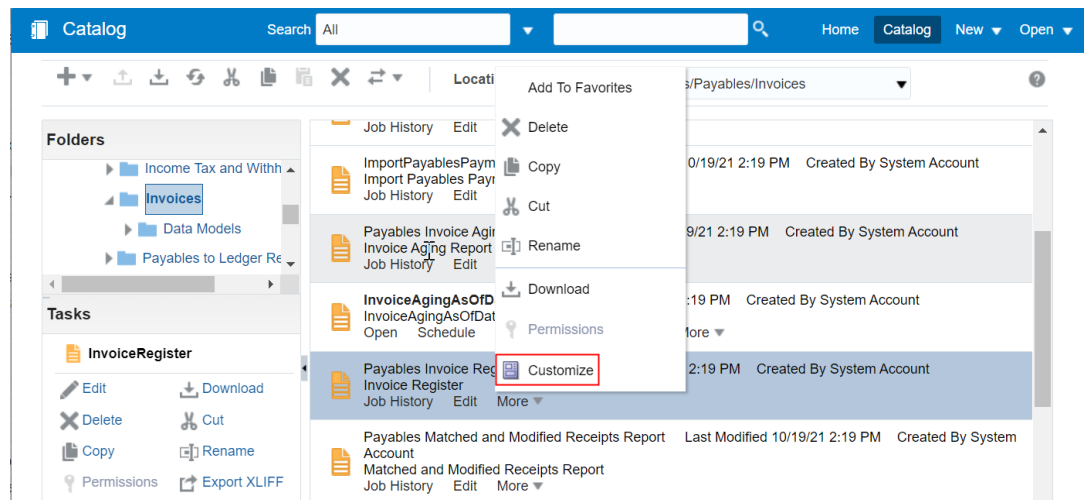 Catalog
Search All
Home Catalog New Open
Locati
s/Payables/Invoices
Folders
Income Tax and Withh
Invoices
Data Models
Payables to Ledger Re
Tasks
InvoiceRegister
Edit Download
Delete Cut
Copy Rename
Permissions Export XLIFF
Job History Edit
ImportPayablesPaym 0/19/21 2:19 PM Created By System Account
Import Payables Payr
Job History Edit
Payables Invoice Agin 9/21 2:19 PM Created By System Account
Invoice Aging Report
Job History Edit
InvoiceAgingAsOfD :19 PM Created By System Account
InvoiceAgingAsOfDat
Open Schedule More
Payables Invoice Reg 2:19 PM Created By System Account
Invoice Register
Job History Edit More
Payables Matched and Modified Receipts Report Last Modified 10/19/21 2:19 PM Created By System
Account
Matched and Modified Receipts Report
Job History Edit More
Add To Favorites
Delete
Copy
Cut
Rename
Download
Permissions
Customize